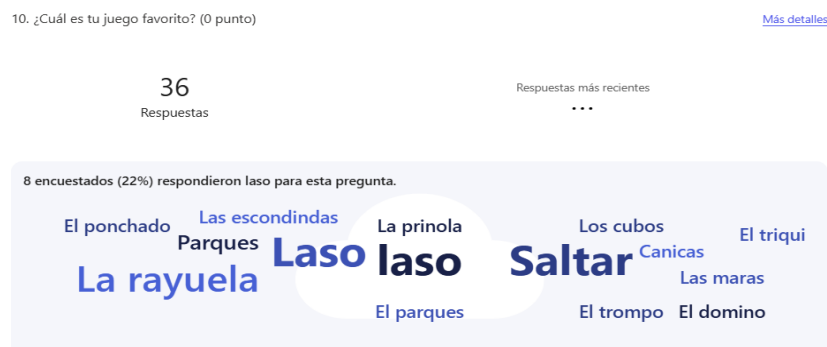 10. ¿Cuál es tu juego favorito? (0 punto)
Más detalles
36
Respuestas
Respuestas más recientes
...
8 encuestados (22%) respondieron laso para esta pregunta.
El ponchado
Las escondindas
La prinola
Los cubos
El triqui
Parques
Laso
laso
Saltar
Canicas
La rayuela
Las maras
El parques
El trompo
El domino